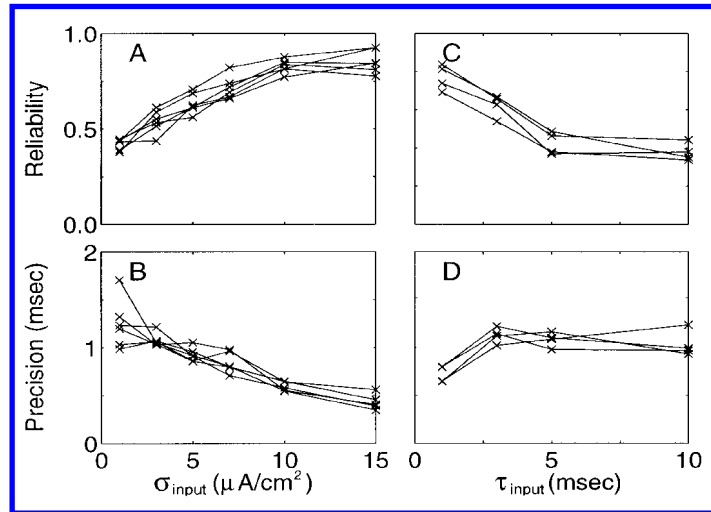 A
C
Reliability
1.0
0.5
0.0
B
D
Precision (msec)
2
1
0
0 5 10 15
0 5 10
σinput (μA/cm²)
τinput (msec)